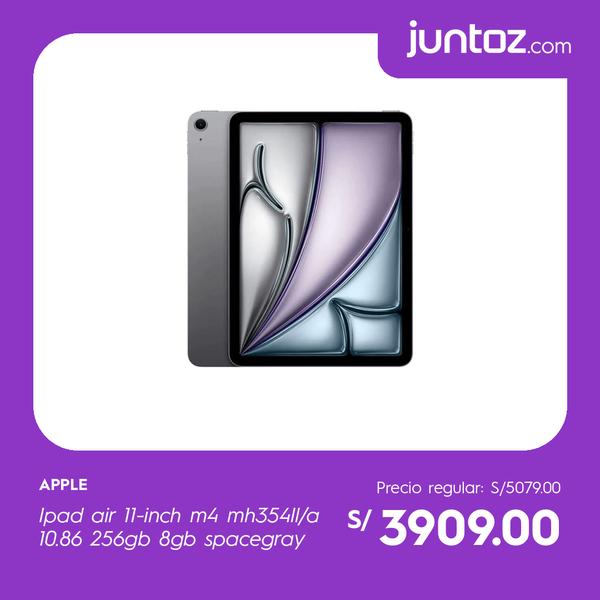 juntoz.com
APPLE
Ipad air 11-inch m4 mh354ll/a
10.86 256gb 8gb spacegray
Precio regular: S/5079.00
S/ 3909.00